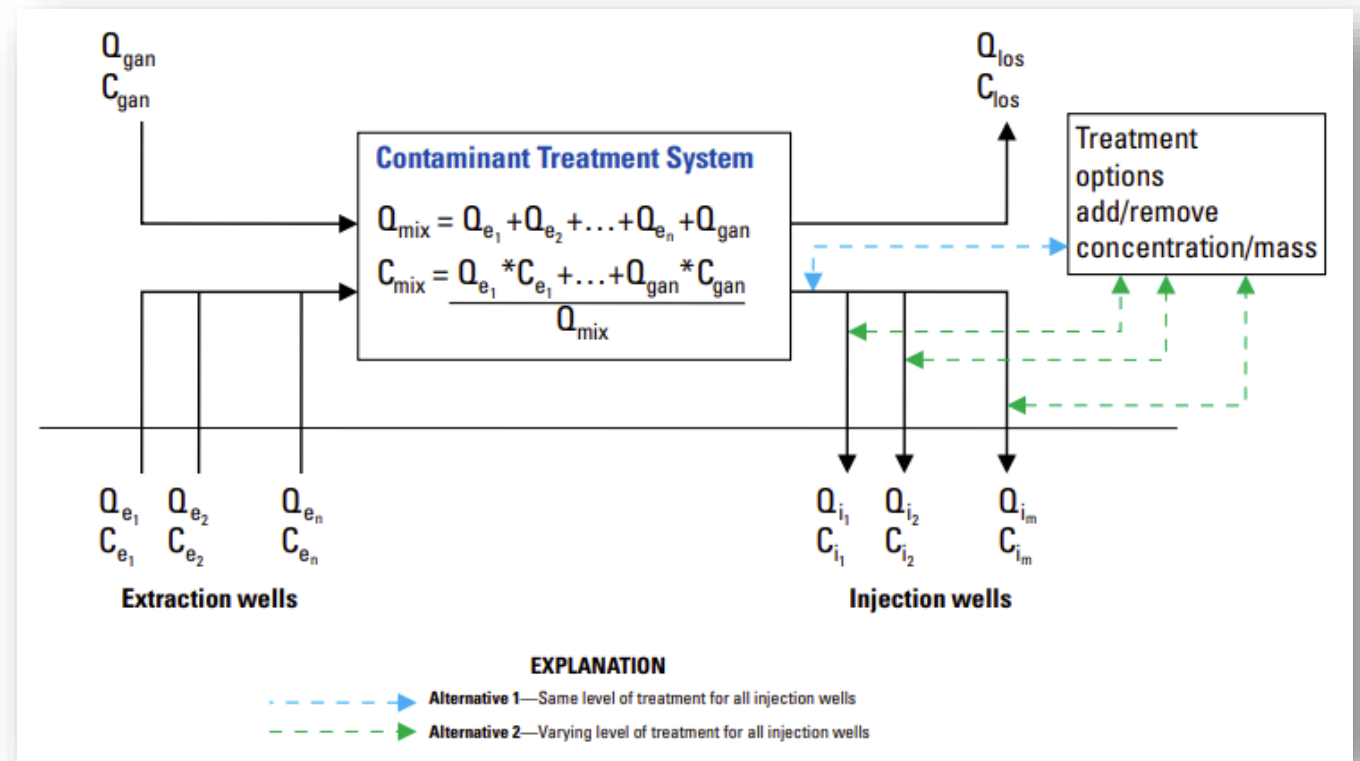 Q_gan
C_gan
Q_los
C_los
Contaminant Treatment System
Q_mix = Q_e₁ +Q_e₂ +…+Q_eₙ +Q_gan
C_mix = Q_e₁ *C_e₁ +…+Q_gan *C_gan
Q_mix
Treatment
options
add/remove
concentration/mass
Q_e₁ Q_e₂ Q_eₙ
C_e₁ C_e₂ C_eₙ
Extraction wells
Q_i₁ Q_i₂ Q_iₘ
C_i₁ C_i₂ C_iₘ
Injection wells
EXPLANATION
Alternative 1—Same level of treatment for all injection wells
Alternative 2—Varying level of treatment for all injection wells